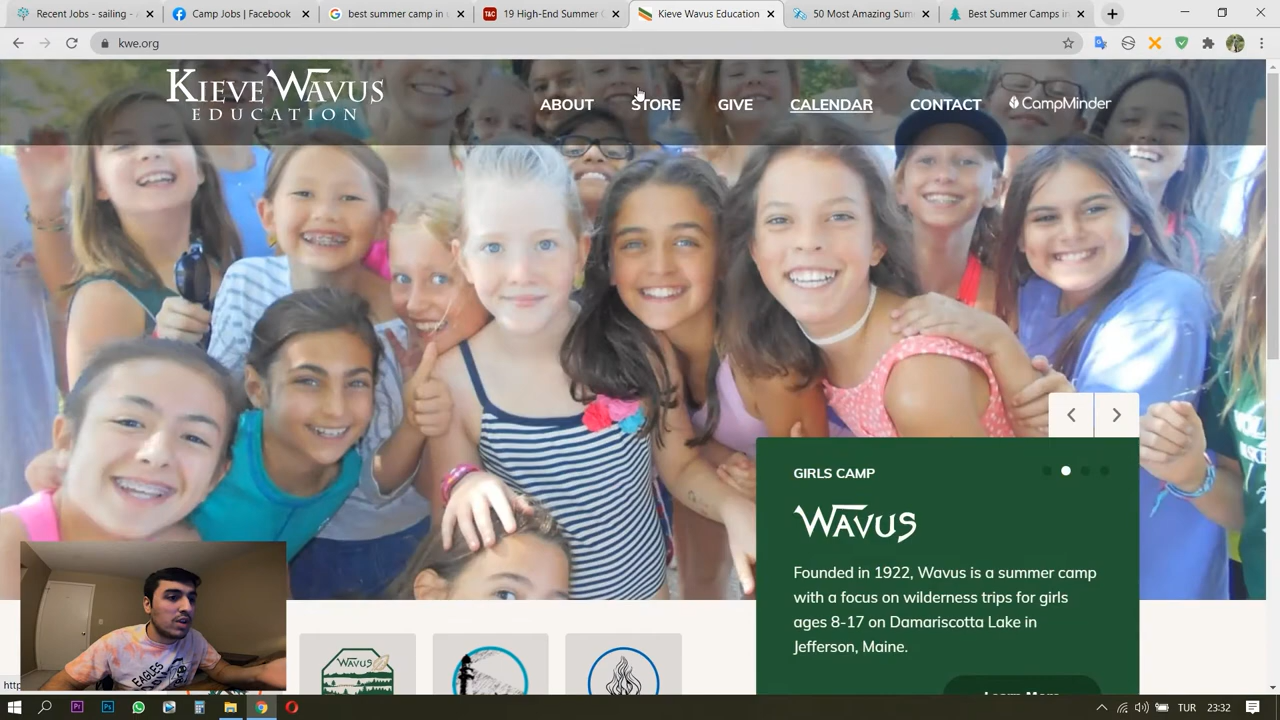 Recent Jobs - sailing -
Camp Jobs | Facebook
best summer camp in
19 High-End Summer
Kieve Wavus Education
50 Most Amazing Sum
Best Summer Camps in
kwe.org
KIEVE WAVUS
EDUCATION
ABOUT
STORE
GIVE
CALENDAR
CONTACT
CampMinder
GIRLS CAMP
WAVUS
Founded in 1922, Wavus is a summer camp
with a focus on wilderness trips for girls
ages 8-17 on Damariscotta Lake in
Jefferson, Maine.
Learn More
WAVUS
EAGLES
TUR
23:32